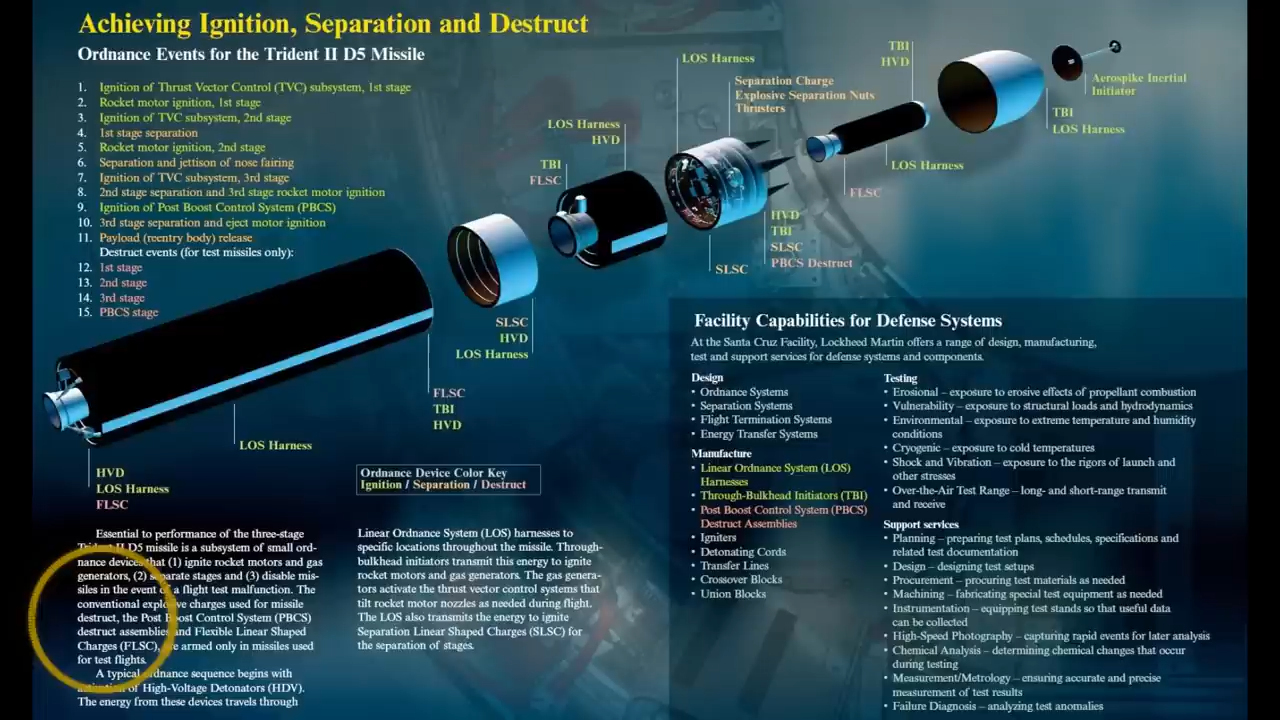 Achieving Ignition, Separation and Destruct
Ordnance Events for the Trident II D5 Missile
1. Ignition of Thrust Vector Control (TVC) subsystem, 1st stage
2. Rocket motor ignition, 1st stage
3. Ignition of TVC subsystem, 2nd stage
4. 1st stage separation
5. Rocket motor ignition, 2nd stage
6. Separation and jettison of nose fairing
7. Ignition of TVC subsystem, 3rd stage
8. 2nd stage separation and 3rd stage rocket motor ignition
9. Ignition of Post Boost Control System (PBCS)
10. 3rd stage separation and eject motor ignition
11. Payload (reentry body) release
Destruct events (for test missiles only):
12. 1st stage
13. 2nd stage
14. 3rd stage
15. PBCS stage
HVD
LOS Harness
FLSC
LOS Harness
FLSC
TBI
HVD
SLSC
HVD
LOS Harness
TBI
FLSC
LOS Harness
HVD
LOS Harness
Separation Charge
Explosive Separation Nuts
Thrusters
SLSC
HVD
TBI
SLSC
PBCS Destruct
FLSC
TBI
HVD
LOS Harness
TBI
LOS Harness
Aerospike Inertial
Initiator
Ordnance Device Color Key
Ignition / Separation / Destruct
Essential to performance of the three-stage
Trident II D5 missile is a subsystem of small ord-
nance devices that (1) ignite rocket motors and gas
generators, (2) separate stages and (3) disable mis-
siles in the event of a flight test malfunction. The
conventional explosive charges used for missile
destruct, the Post Boost Control System (PBCS)
destruct assemblies and Flexible Linear Shaped
Charges (FLSC), are armed only in missiles used
for test flights.
A typical ordnance sequence begins with
activation of High-Voltage Detonators (HDV).
The energy from these devices travels through
Linear Ordnance System (LOS) harnesses to
specific locations throughout the missile. Through-
bulkhead initiators transmit this energy to ignite
rocket motors and gas generators. The gas genera-
tors activate the thrust vector control systems that
tilt rocket motor nozzles as needed during flight.
The LOS also transmits the energy to ignite
Separation Linear Shaped Charges (SLSC) for
the separation of stages.
Facility Capabilities for Defense Systems
At the Santa Cruz Facility, Lockheed Martin offers a range of design, manufacturing,
test and support services for defense systems and components.
Design
• Ordnance Systems
• Separation Systems
• Flight Termination Systems
• Energy Transfer Systems
Manufacture
• Linear Ordnance System (LOS)
Harnesses
• Through-Bulkhead Initiators (TBI)
• Post Boost Control System (PBCS)
Destruct Assemblies
• Igniters
• Detonating Cords
• Transfer Lines
• Crossover Blocks
• Union Blocks
Testing
• Erosional – exposure to erosive effects of propellant combustion
• Vulnerability – exposure to structural loads and hydrodynamics
• Environmental – exposure to extreme temperature and humidity
conditions
• Cryogenic – exposure to cold temperatures
• Shock and Vibration – exposure to the rigors of launch and
other stresses
• Over-the-Air Test Range – long- and short-range transmit
and receive
Support services
• Planning – preparing test plans, schedules, specifications and
related test documentation
• Design – designing test setups
• Procurement – procuring test materials as needed
• Machining – fabricating special test equipment as needed
• Instrumentation – equipping test stands so that useful data
can be collected
• High-Speed Photography – capturing rapid events for later analysis
• Chemical Analysis – determining chemical changes that occur
during testing
• Measurement/Metrology – ensuring accurate and precise
measurement of test results
• Failure Diagnosis – analyzing test anomalies